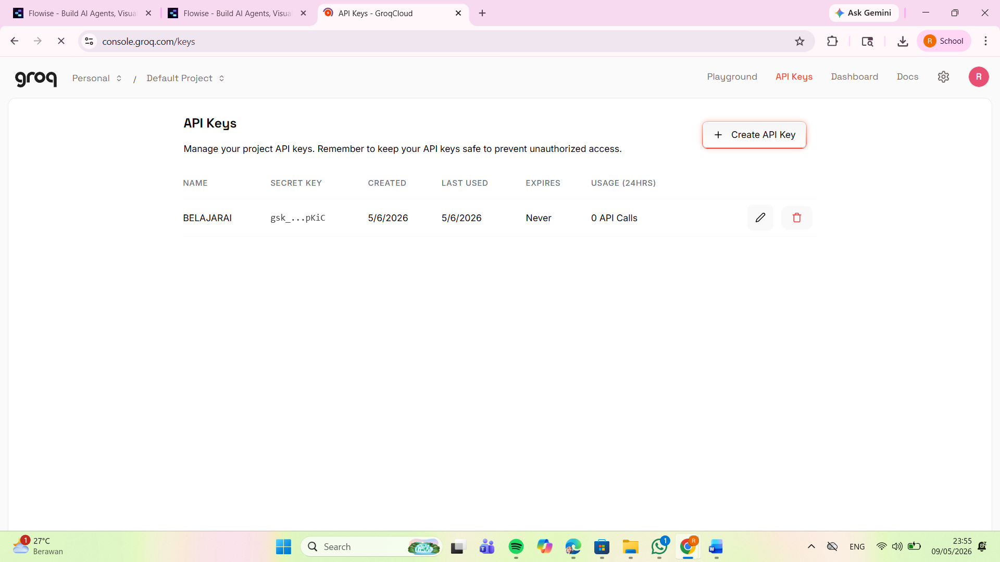 Flowise - Build AI Agents, Visua
Flowise - Build AI Agents, Visua
API Keys - GroqCloud
Ask Gemini
console.groq.com/keys
R School
groq
Personal / Default Project
Playground
API Keys
Dashboard
Docs
R
API Keys
Create API Key
Manage your project API keys. Remember to keep your API keys safe to prevent unauthorized access.
NAME SECRET KEY CREATED LAST USED EXPIRES USAGE (24HRS)
BELAJARAI gsk_...pKiC 5/6/2026 5/6/2026 Never 0 API Calls
1
27°C
Berawan
Search
1
R
ENG
23:55
09/05/2026